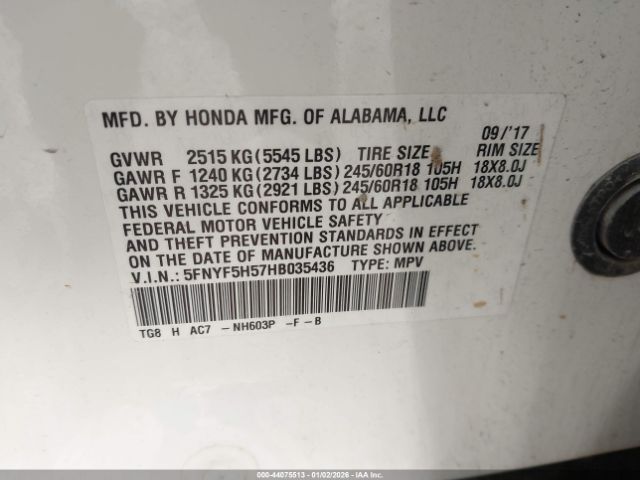 MFD. BY HONDA MFG. OF ALABAMA, LLC
09/'17
GVWR 2515 KG (5545 LBS) TIRE SIZE RIM SIZE
GAWR F 1240 KG (2734 LBS) 245/60R18 105H 18X8.0J
GAWR R 1325 KG (2921 LBS) 245/60R18 105H 18X8.0J
THIS VEHICLE CONFORMS TO ALL APPLICABLE
FEDERAL MOTOR VEHICLE SAFETY
AND THEFT PREVENTION STANDARDS IN EFFECT
ON THE DATE OF MANUFACTURE SHOWN ABOVE.
V.I.N.: 5FNYF5H57HB035436 TYPE: MPV
TG8 H AC7 - NH603P - F - B
© 000-44075513 - 01/02/2026 - IAA Inc.